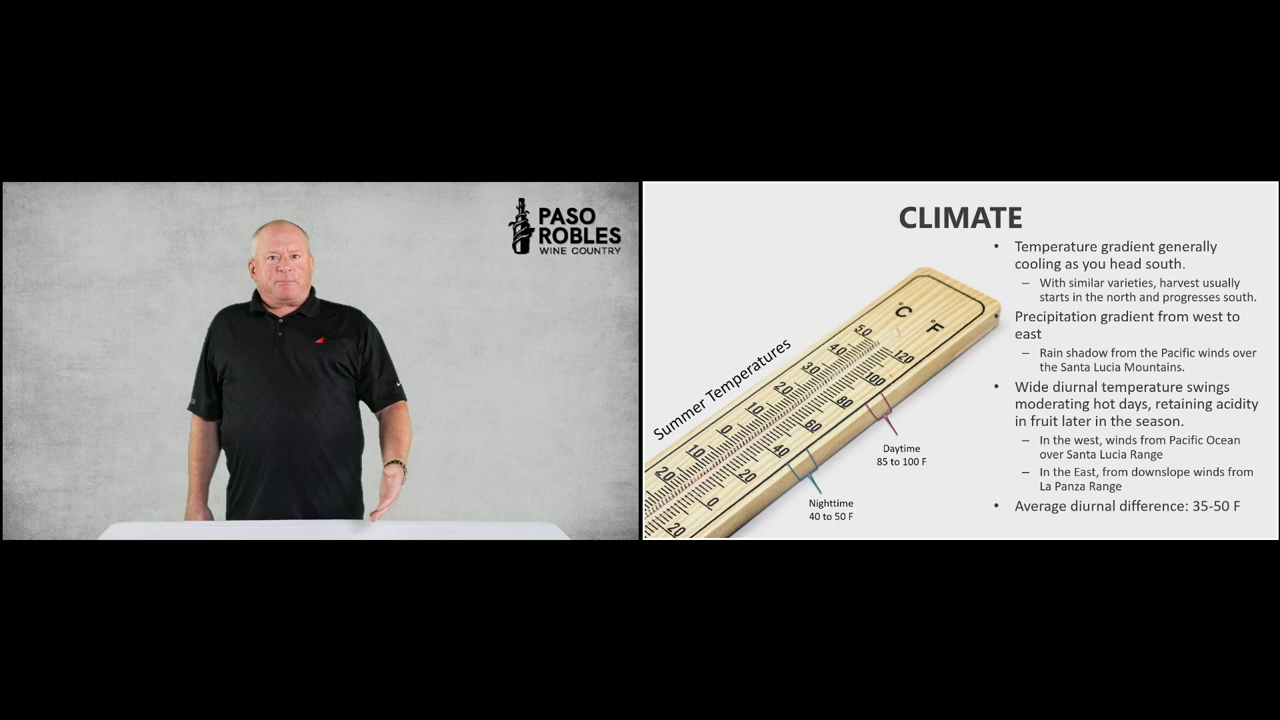 PASO
ROBLES
WINE COUNTRY
CLIMATE
• Temperature gradient generally
cooling as you head south.
– With similar varieties, harvest usually
starts in the north and progresses south.
• Precipitation gradient from west to
east
– Rain shadow from the Pacific winds over
the Santa Lucia Mountains.
• Wide diurnal temperature swings
moderating hot days, retaining acidity
in fruit later in the season.
– In the west, winds from Pacific Ocean
over Santa Lucia Range
– In the East, from downslope winds from
La Panza Range
• Average diurnal difference: 35-50 F
Summer Temperatures
°C °F
50 120
40 100
30 80
20 60
10 40
0 20
10 0
20 20
Daytime
85 to 100 F
Nighttime
40 to 50 F